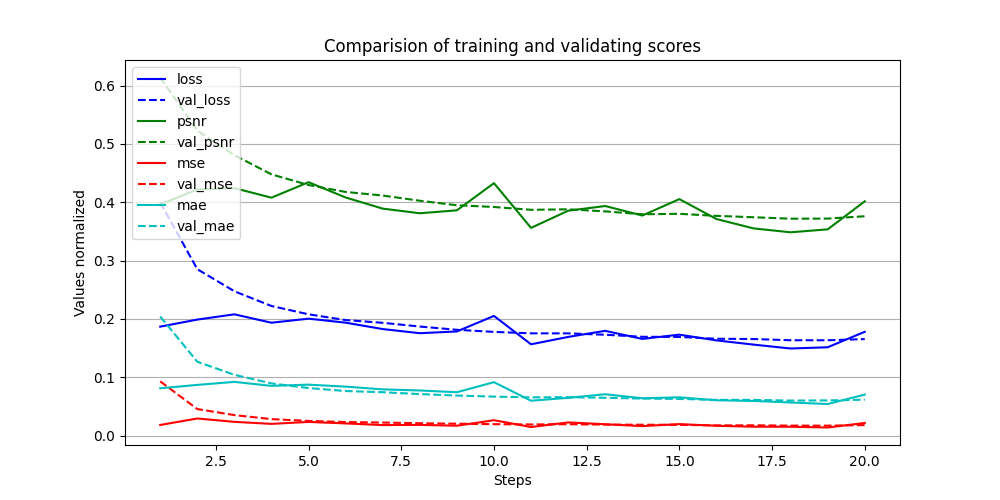 Comparision of training and validating scores
loss
val_loss
psnr
val_psnr
mse
val_mse
mae
val_mae
0.6
0.5
0.4
0.3
0.2
0.1
0.0
Values normalized
2.5 5.0 7.5 10.0 12.5 15.0 17.5 20.0
Steps